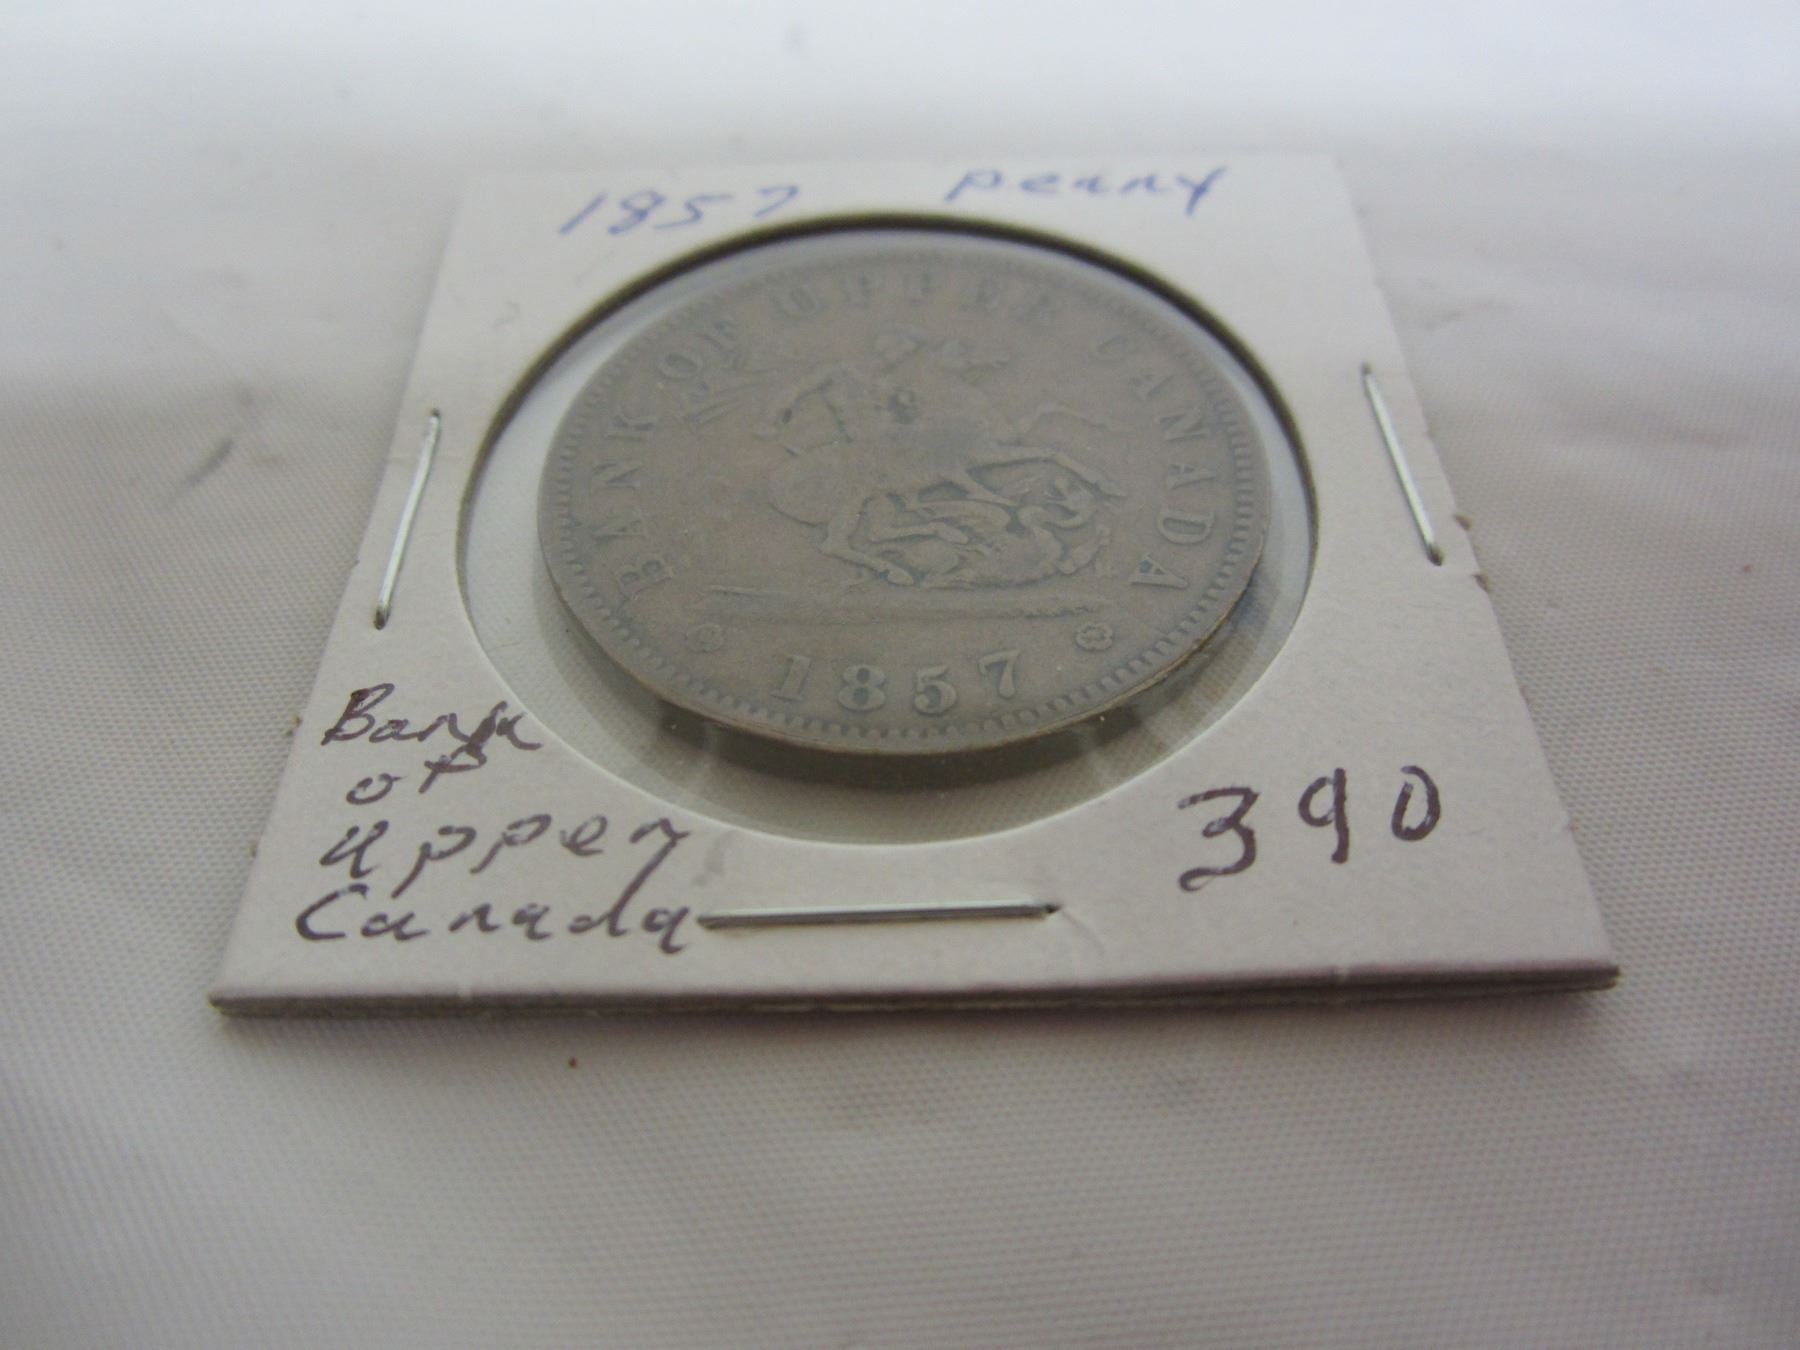 1857 penny
BANK OF UPPER CANADA
1857
Bank
of
Upper
Canada
390